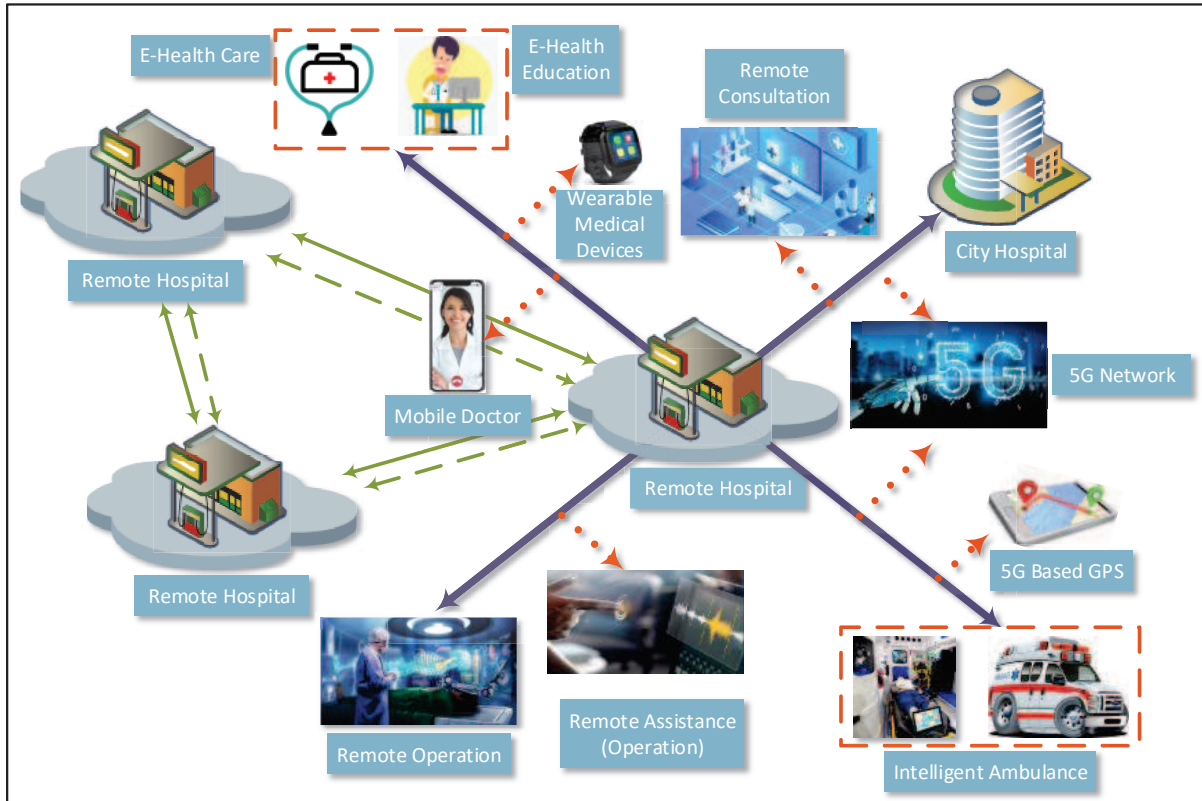 E-Health Care
E-Health
Education
Remote
Consultation
Wearable
Medical
Devices
City Hospital
Remote Hospital
5G
5G Network
Mobile Doctor
Remote Hospital
5G Based GPS
Remote Hospital
Remote Operation
Remote Assistance
(Operation)
Intelligent Ambulance